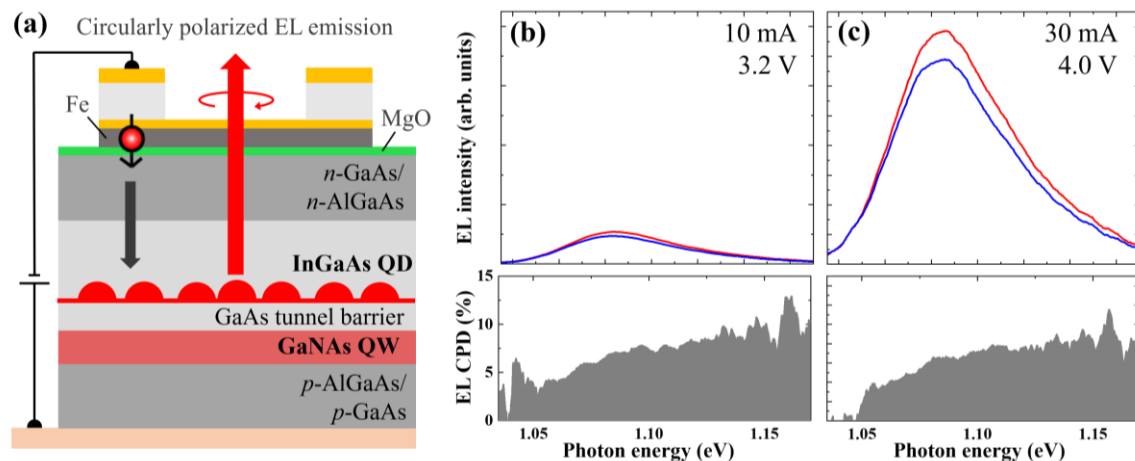 (a)
Circularly polarized EL emission
Fe
MgO
n-GaAs/
n-AlGaAs
InGaAs QD
GaAs tunnel barrier
GaNAs QW
p-AlGaAs/
p-GaAs
(b)
10 mA
3.2 V
EL intensity (arb. units)
(c)
30 mA
4.0 V
EL CPD (%)
15
10
5
0
1.05
1.10
1.15
Photon energy (eV)
1.05
1.10
1.15
Photon energy (eV)